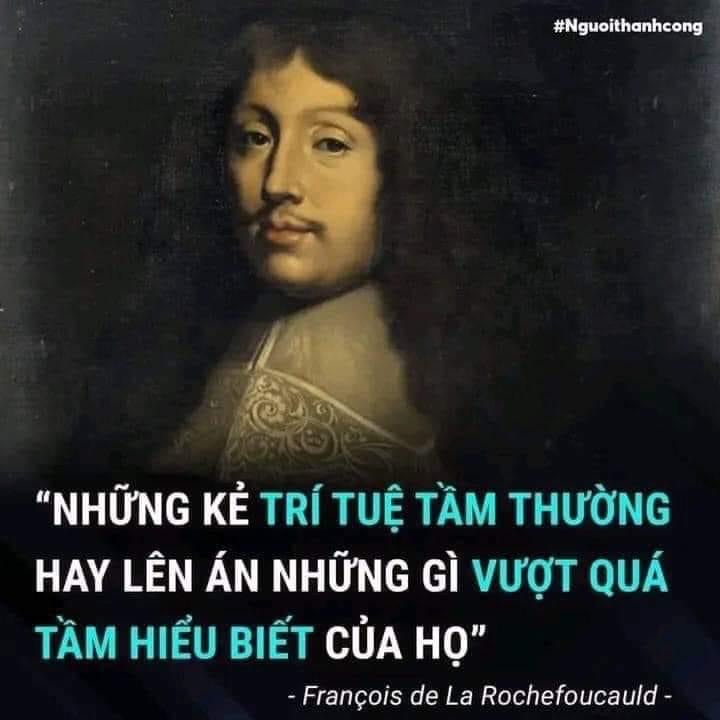 #Nguoithanhcong
“NHỮNG KẺ TRÍ TUỆ TẦM THƯỜNG
HAY LÊN ÁN NHỮNG GÌ VƯỢT QUÁ
TẦM HIỂU BIẾT CỦA HỌ”
- François de La Rochefoucauld -